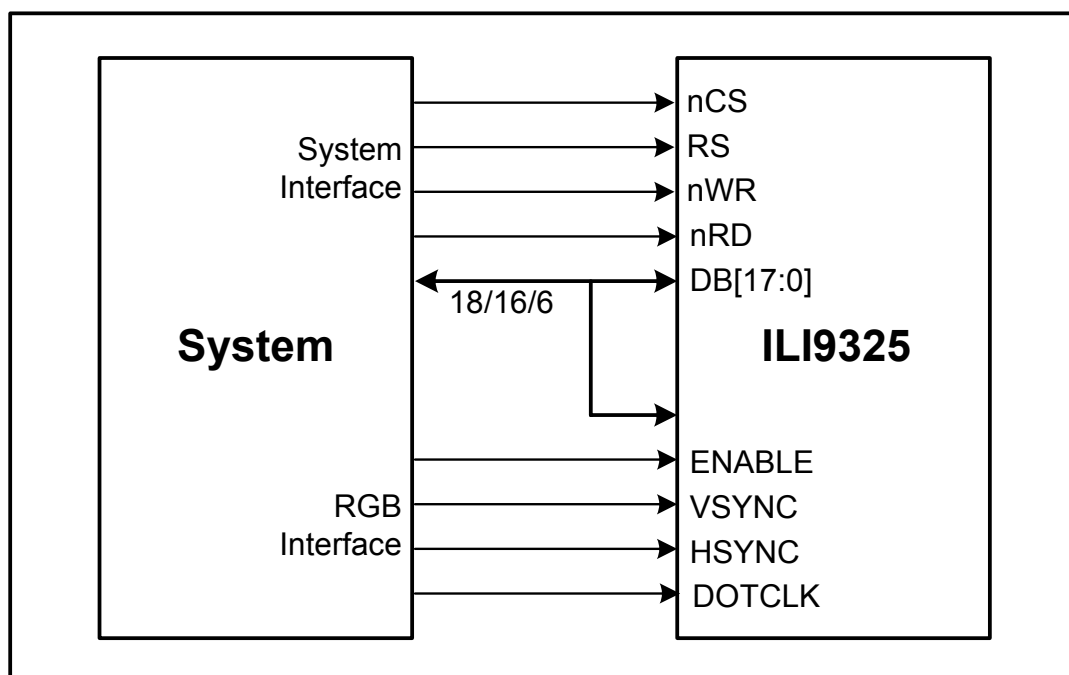 nCS
System
RS
Interface
nWR
nRD
DB[17:0]
18/16/6
System
ILI9325
ENABLE
RGB
VSYNC
Interface
HSYNC
DOTCLK